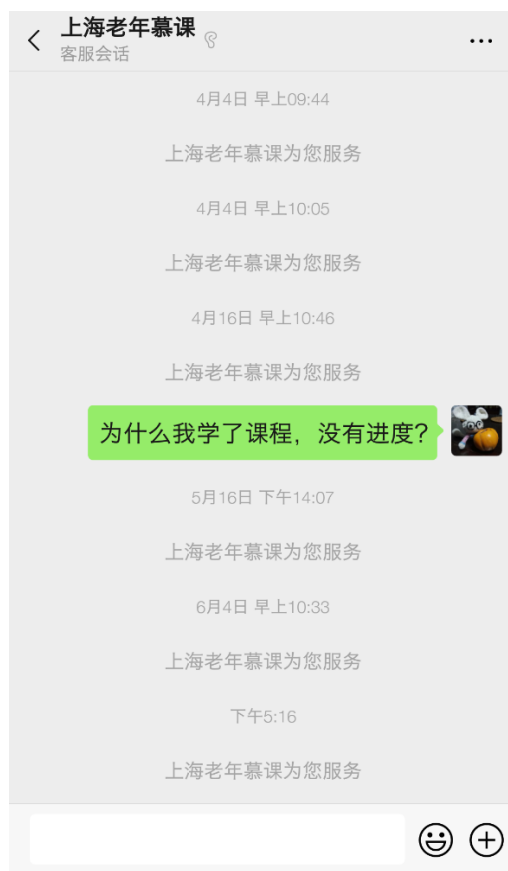 上海老年慕课
客服会话
4月4日 早上09:44
上海老年慕课为您服务
4月4日 早上10:05
上海老年慕课为您服务
4月16日 早上10:46
上海老年慕课为您服务
为什么我学了课程，没有进度?
5月16日 下午14:07
上海老年慕课为您服务
6月4日 早上10:33
上海老年慕课为您服务
下午5:16
上海老年慕课为您服务